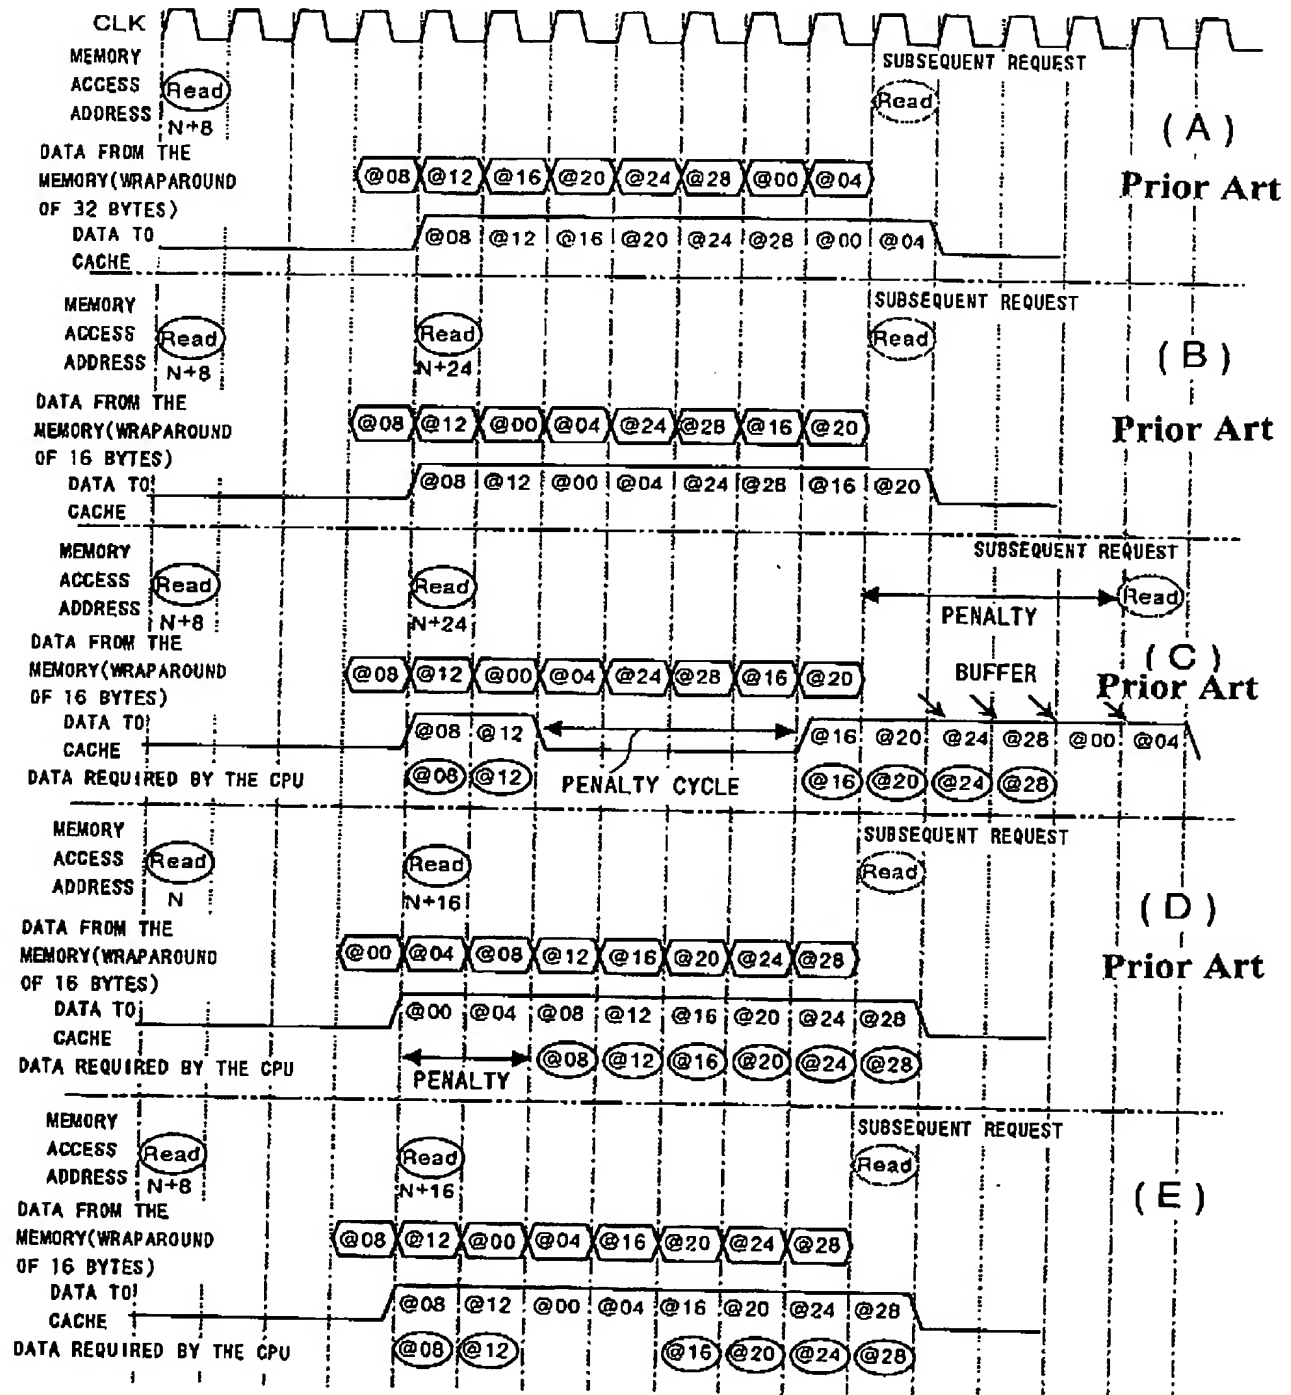 CLK
MEMORY
ACCESS
ADDRESS
Read
N+8
SUBSEQUENT REQUEST
Read
(A)
Prior Art
DATA FROM THE
MEMORY(WRAPAROUND
OF 32 BYTES)
@08 @12 @16 @20 @24 @28 @00 @04
DATA TO
CACHE
@08 @12 @16 @20 @24 @28 @00 @04
MEMORY
ACCESS
ADDRESS
Read
N+8
Read
N+24
SUBSEQUENT REQUEST
Read
(B)
Prior Art
DATA FROM THE
MEMORY(WRAPAROUND
OF 16 BYTES)
@08 @12 @00 @04 @24 @28 @16 @20
DATA TO
CACHE
@08 @12 @00 @04 @24 @28 @16 @20
MEMORY
ACCESS
ADDRESS
Read
N+8
Read
N+24
SUBSEQUENT REQUEST
PENALTY
Read
(C)
Prior Art
DATA FROM THE
MEMORY(WRAPAROUND
OF 16 BYTES)
@08 @12 @00 @04 @24 @28 @16 @20
BUFFER
DATA TO
CACHE
@08 @12 @16 @20 @24 @28 @00 @04
DATA REQUIRED BY THE CPU
@08 @12 PENALTY CYCLE @16 @20 @24 @28
MEMORY
ACCESS
ADDRESS
Read
N
Read
N+16
SUBSEQUENT REQUEST
Read
(D)
Prior Art
DATA FROM THE
MEMORY(WRAPAROUND
OF 16 BYTES)
@00 @04 @08 @12 @16 @20 @24 @28
DATA TO
CACHE
@00 @04 @08 @12 @16 @20 @24 @28
DATA REQUIRED BY THE CPU
PENALTY
@08 @12 @16 @20 @24 @28
MEMORY
ACCESS
ADDRESS
Read
N+8
Read
N+16
SUBSEQUENT REQUEST
Read
(E)
DATA FROM THE
MEMORY(WRAPAROUND
OF 16 BYTES)
@08 @12 @00 @04 @16 @20 @24 @28
DATA TO
CACHE
@08 @12 @00 @04 @16 @20 @24 @28
DATA REQUIRED BY THE CPU
@08 @12 @16 @20 @24 @28